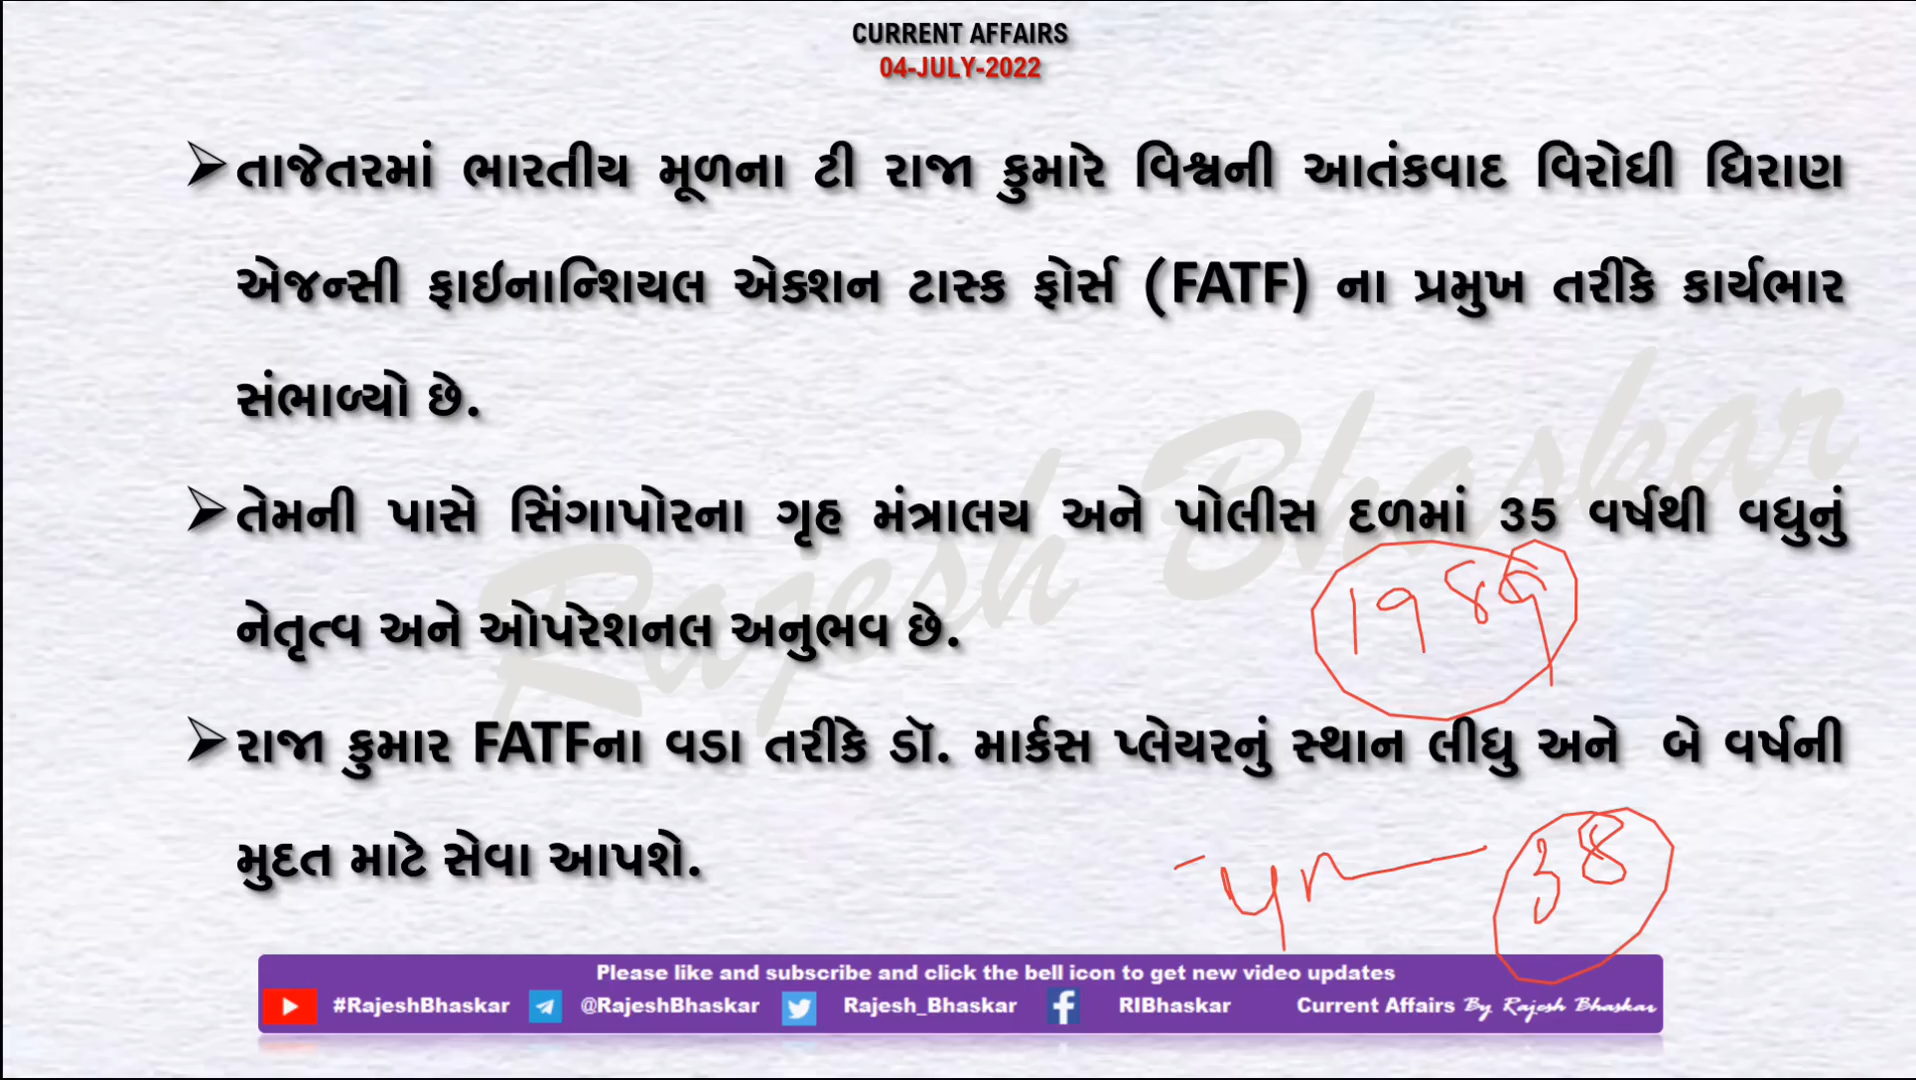 CURRENT AFFAIRS
04-JULY-2022
➢તાજેતરમાં ભારતીય મૂળના ટી રાજા કુમારે વિશ્વની આતંકવાદ વિરોધી ધિરાણ
એજન્સી ફાઇનાન્શિયલ એક્શન ટાસ્ક ફોર્સ (FATF) ના પ્રમુખ તરીકે કાર્યભાર
સંભાળ્યો છે.
➢તેમની પાસે સિંગાપોરના ગૃહ મંત્રાલય અને પોલીસ દળમાં 35 વર્ષથી વધુનું
નેતૃત્વ અને ઓપરેશનલ અનુભવ છે.
1989
➢રાજા કુમાર FATFના વડા તરીકે ડૉ. માર્કસ પ્લેયરનું સ્થાન લીધુ અને બે વર્ષની
મુદત માટે સેવા આપશે.
38
Rajesh Bhaskar
Please like and subscribe and click the bell icon to get new video updates
#RajeshBhaskar @RajeshBhaskar Rajesh_Bhaskar RIBhaskar Current Affairs By Rajesh Bhaskar